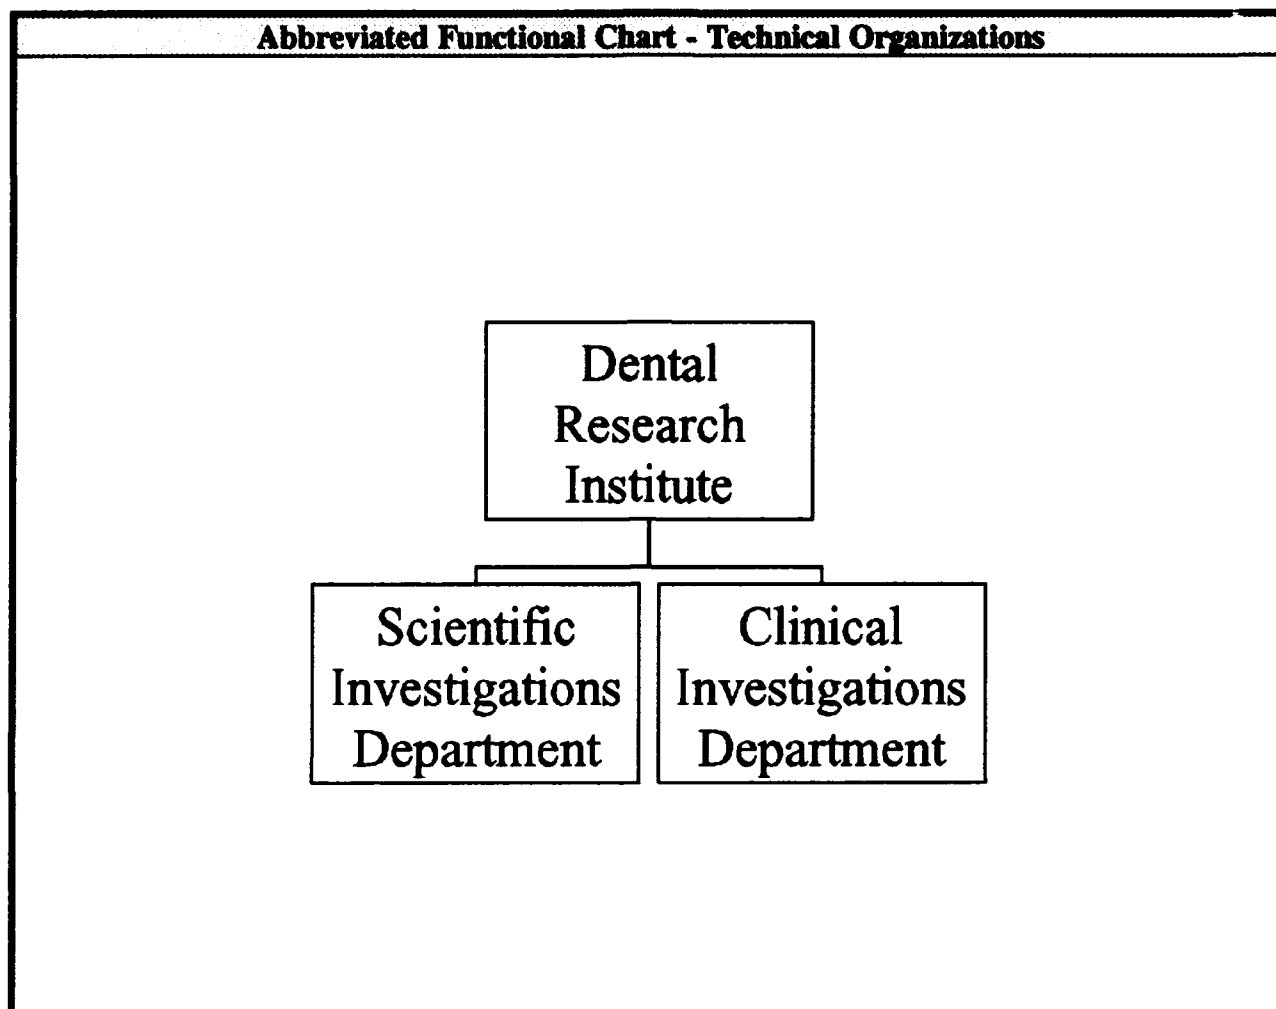 Abbreviated Functional Chart - Technical Organizations
Dental
Research
Institute
Scientific
Investigations
Department
Clinical
Investigations
Department